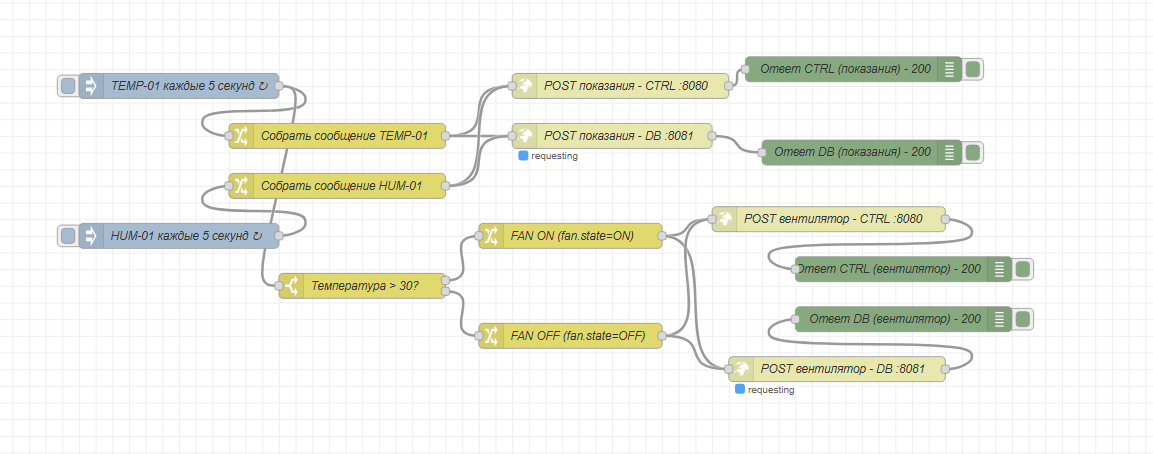 Ответ CTRL (показания) - 200
TEMP-01 каждые 5 секунд ↻
POST показания - CTRL :8080
Собрать сообщение TEMP-01
POST показания - DB :8081
requesting
Ответ DB (показания) - 200
Собрать сообщение HUM-01
POST вентилятор - CTRL :8080
HUM-01 каждые 5 секунд ↻
FAN ON (fan.state=ON)
Ответ CTRL (вентилятор) - 200
Температура > 30?
Ответ DB (вентилятор) - 200
FAN OFF (fan.state=OFF)
POST вентилятор - DB :8081
requesting